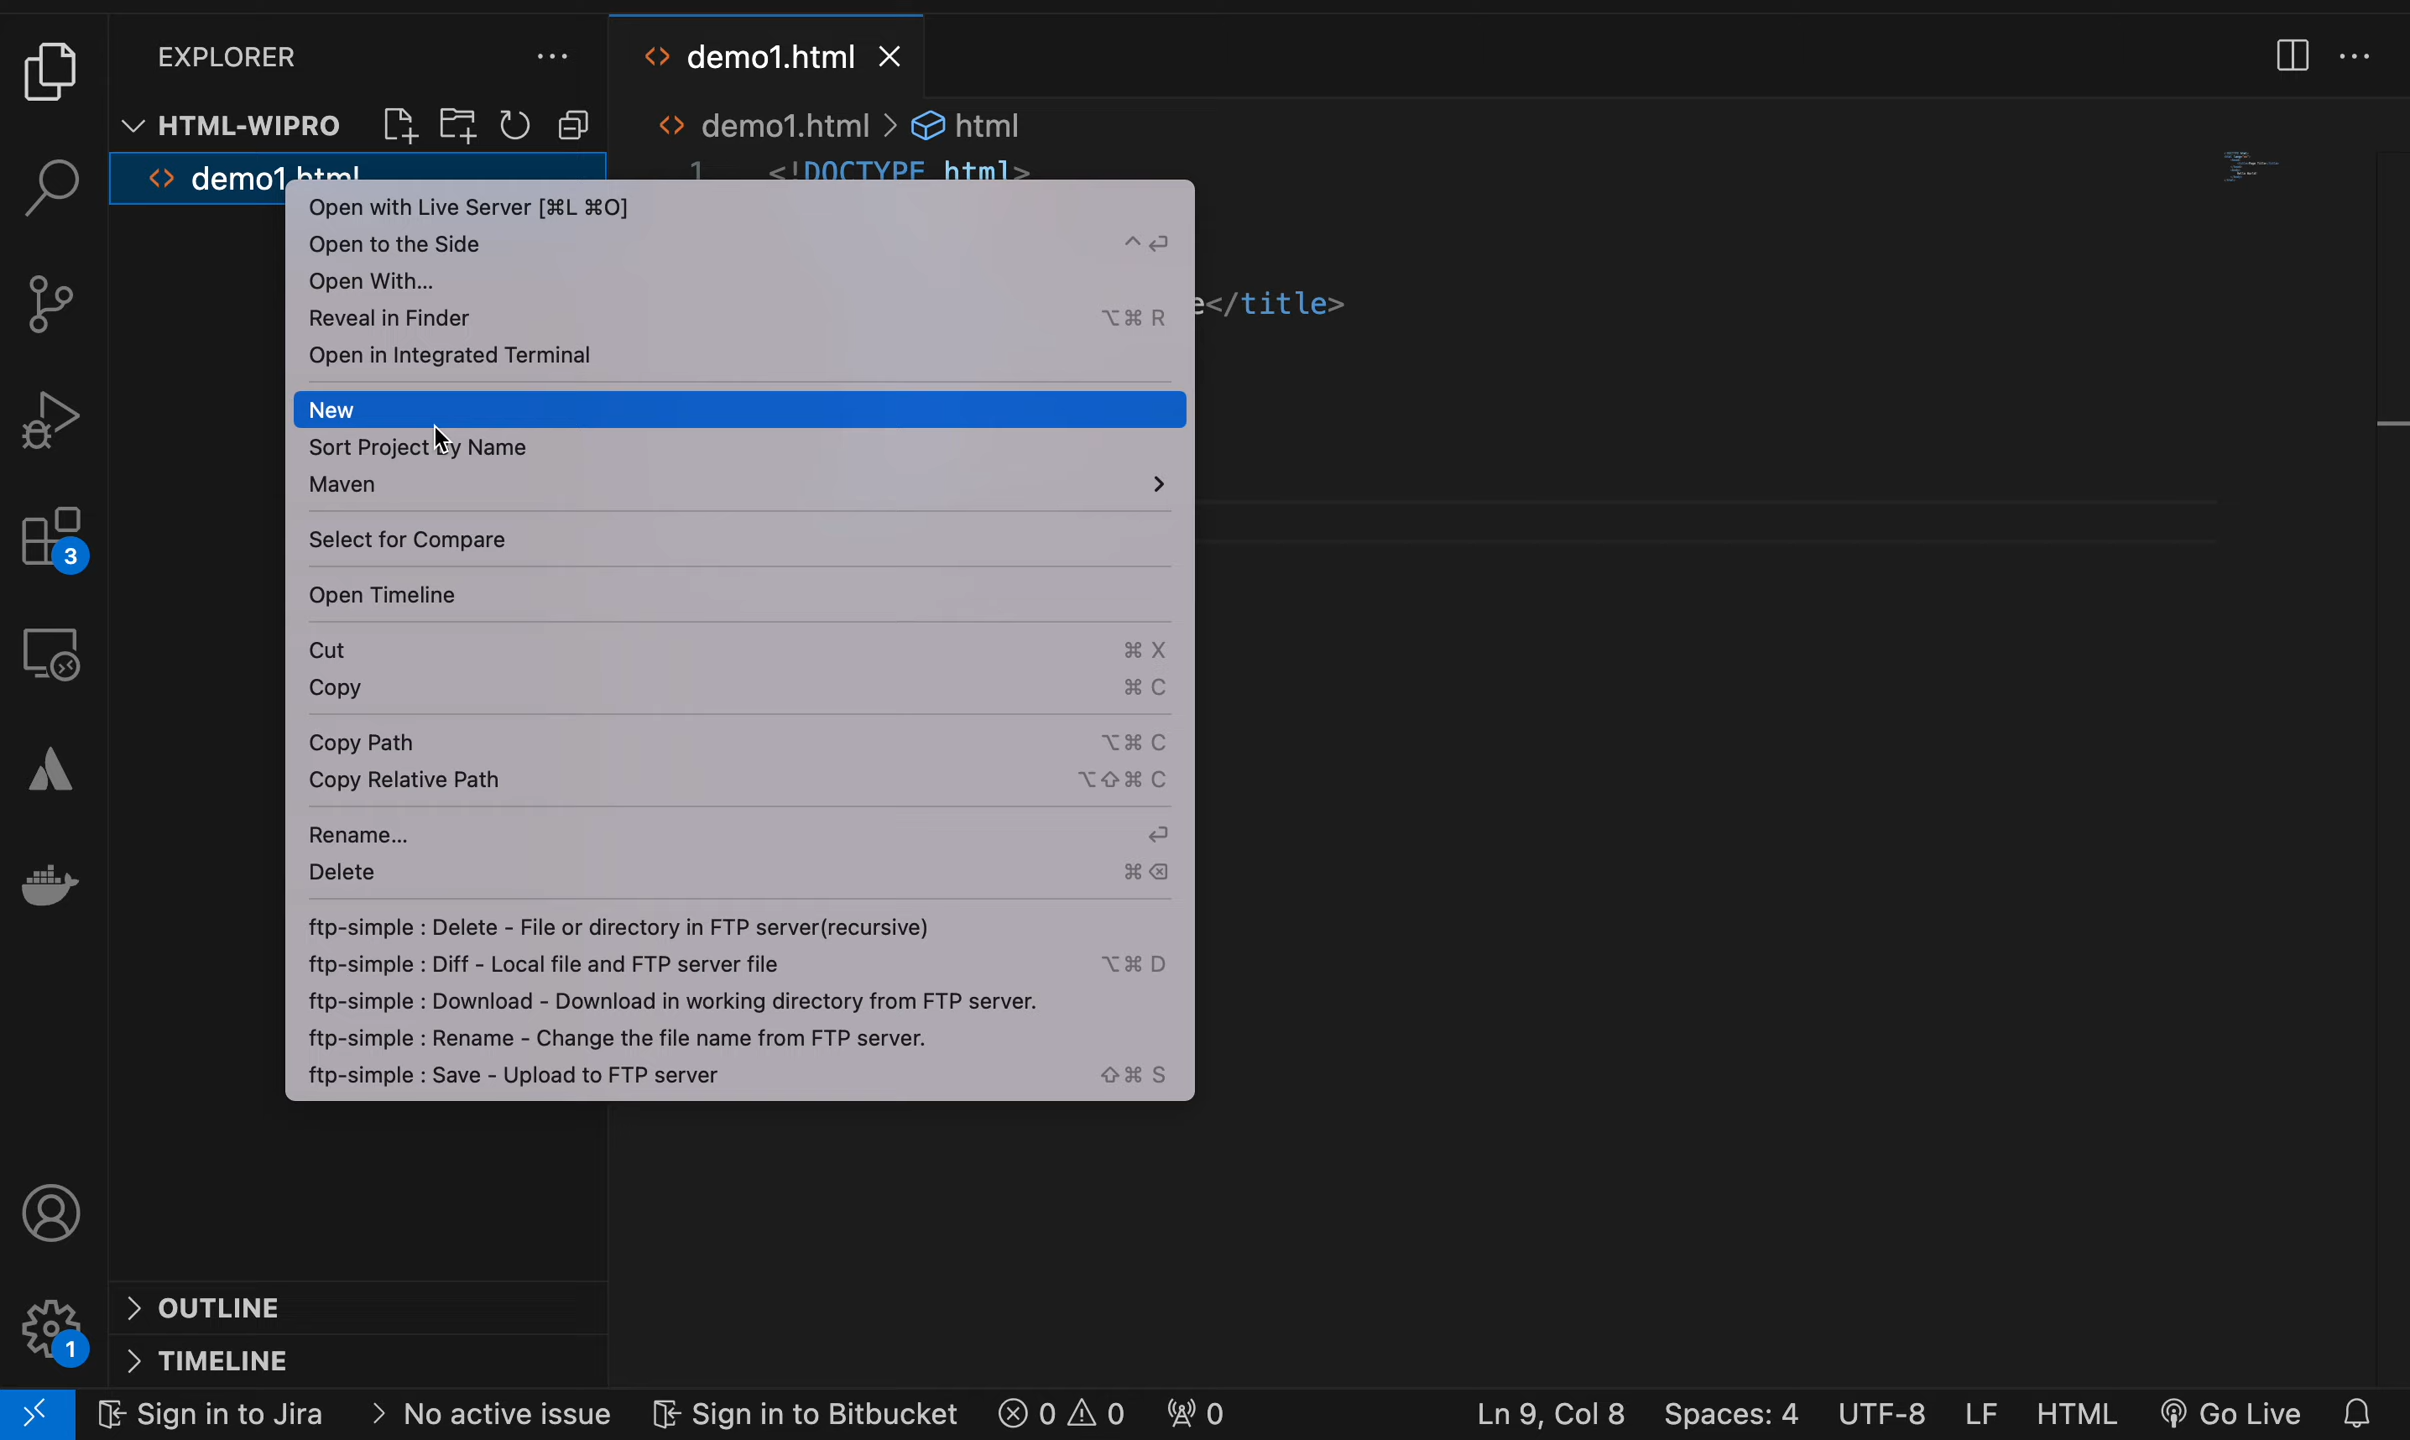 EXPLORER
demo1.html
HTML-WIPRO
demo1.html > html
demo1.html
1 <!DOCTYPE html>
Open with Live Server [⌘L ⌘O]
Open to the Side ^ ⏎
Open With...
e</title>
Reveal in Finder ⌥⌘ R
Open in Integrated Terminal
New
Sort Project By Name
Maven
Select for Compare
3
Open Timeline
Cut ⌘ X
Copy ⌘ C
Copy Path ⌥⌘ C
Copy Relative Path ⌥⇧⌘ C
Rename... ⏎
Delete ⌘⌫
ftp-simple : Delete - File or directory in FTP server(recursive)
ftp-simple : Diff - Local file and FTP server file ⌥⌘ D
ftp-simple : Download - Download in working directory from FTP server.
ftp-simple : Rename - Change the file name from FTP server.
ftp-simple : Save - Upload to FTP server ⇧⌘ S
OUTLINE
1
TIMELINE
Sign in to Jira > No active issue Sign in to Bitbucket 0 0 0 Ln 9, Col 8 Spaces: 4 UTF-8 LF HTML Go Live